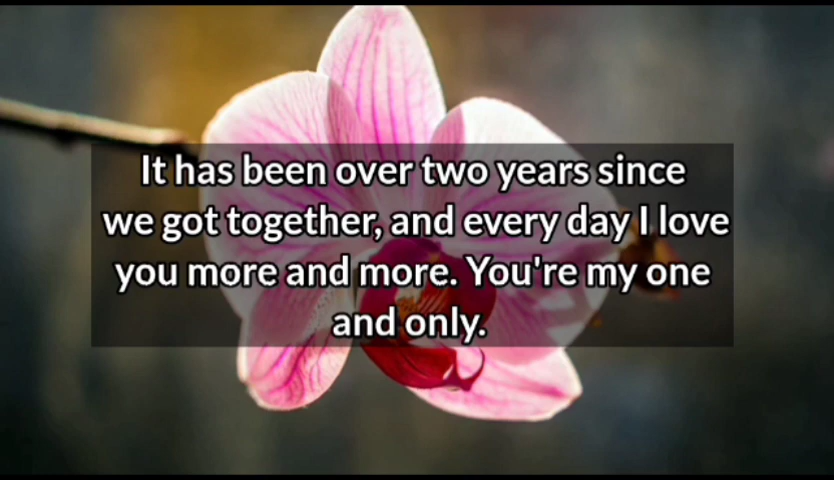 It has been over two years since
we got together, and every day I love
you more and more. You're my one
and only.